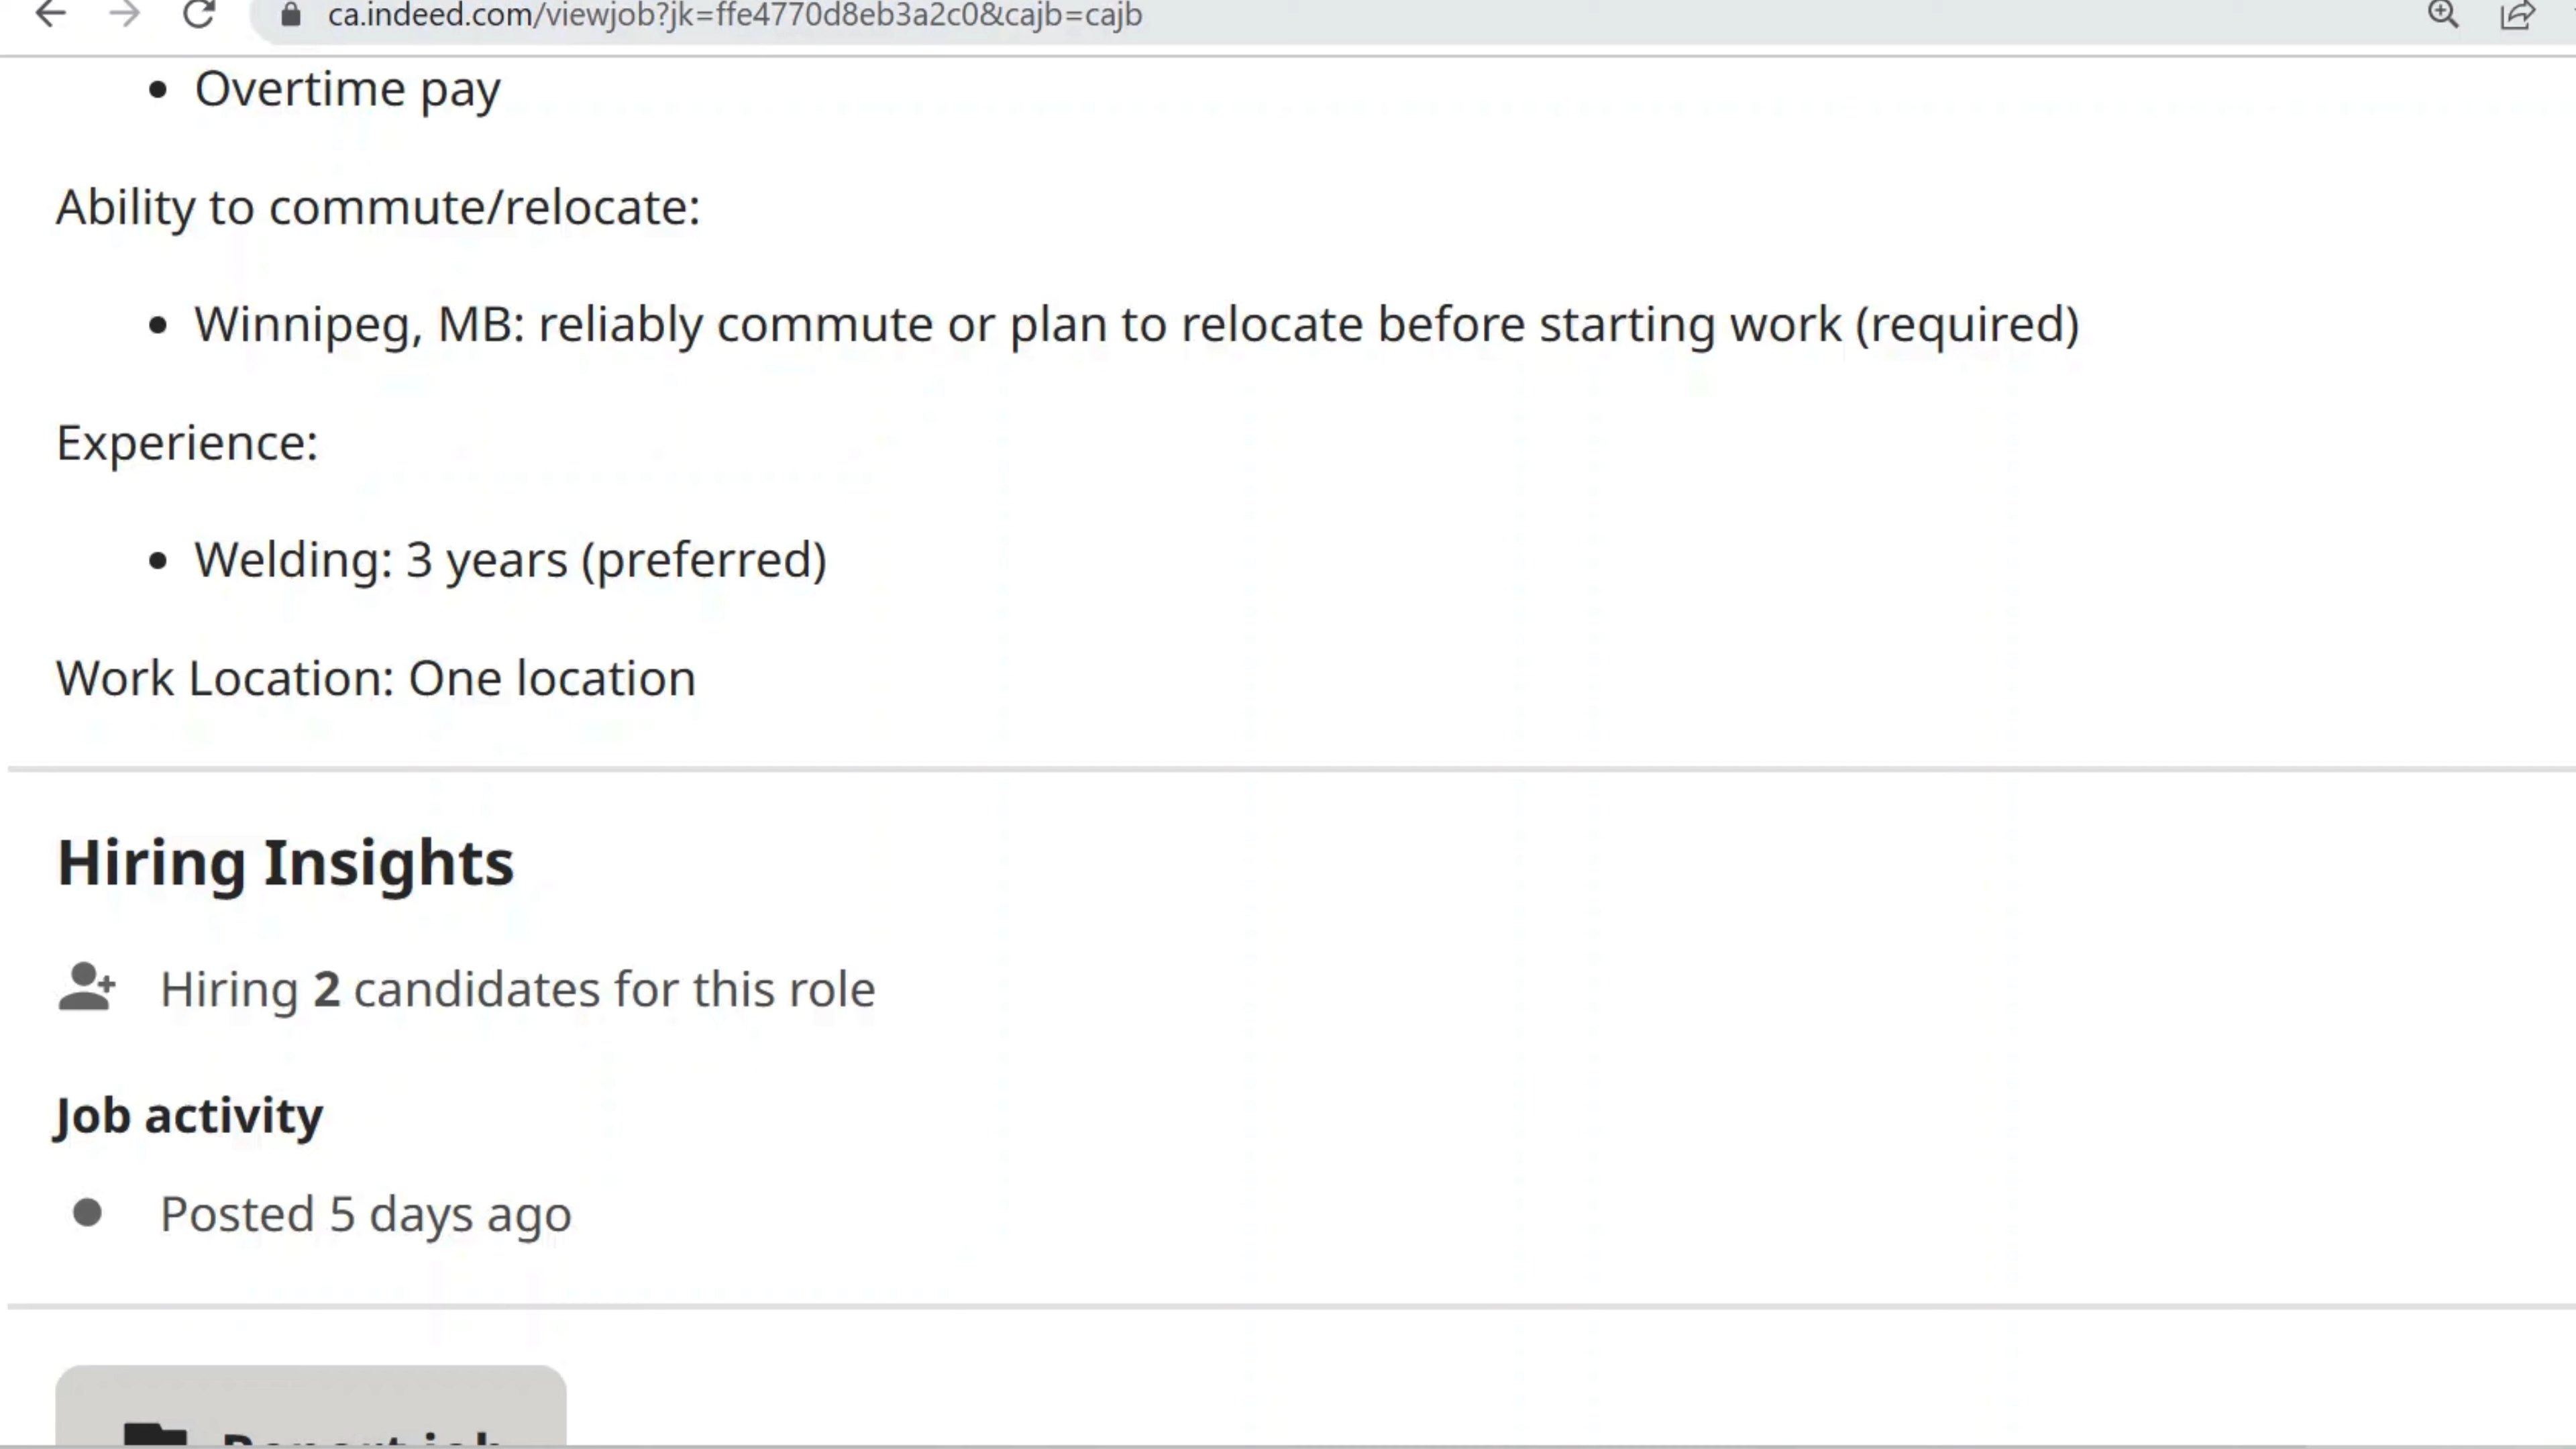 ca.indeed.com/viewjob?jk=ffe4770d8eb3a2c0&cajb=cajb
• Overtime pay
Ability to commute/relocate:
• Winnipeg, MB: reliably commute or plan to relocate before starting work (required)
Experience:
• Welding: 3 years (preferred)
Work Location: One location
Hiring Insights
Hiring 2 candidates for this role
Job activity
Posted 5 days ago
Report job